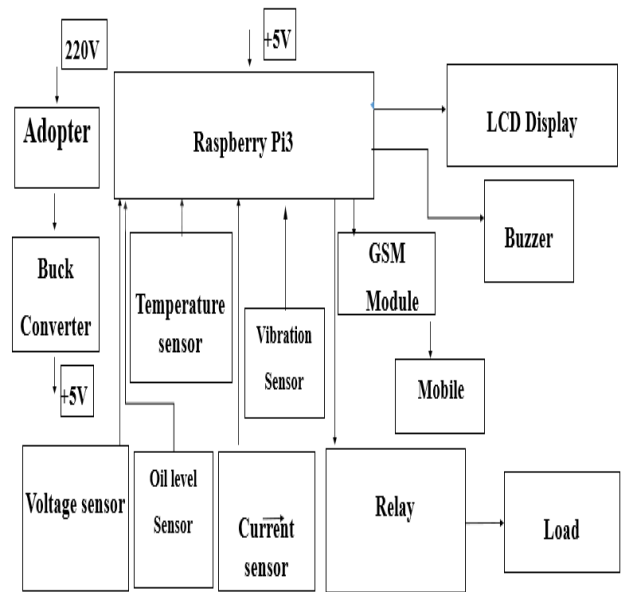 220V
+5V
Adopter
Raspberry Pi3
LCD Display
Buck
Converter
Buzzer
GSM
Module
Temperature
sensor
Vibration
Sensor
+5V
Mobile
Voltage sensor
Oil level
Sensor
Current
sensor
Relay
Load